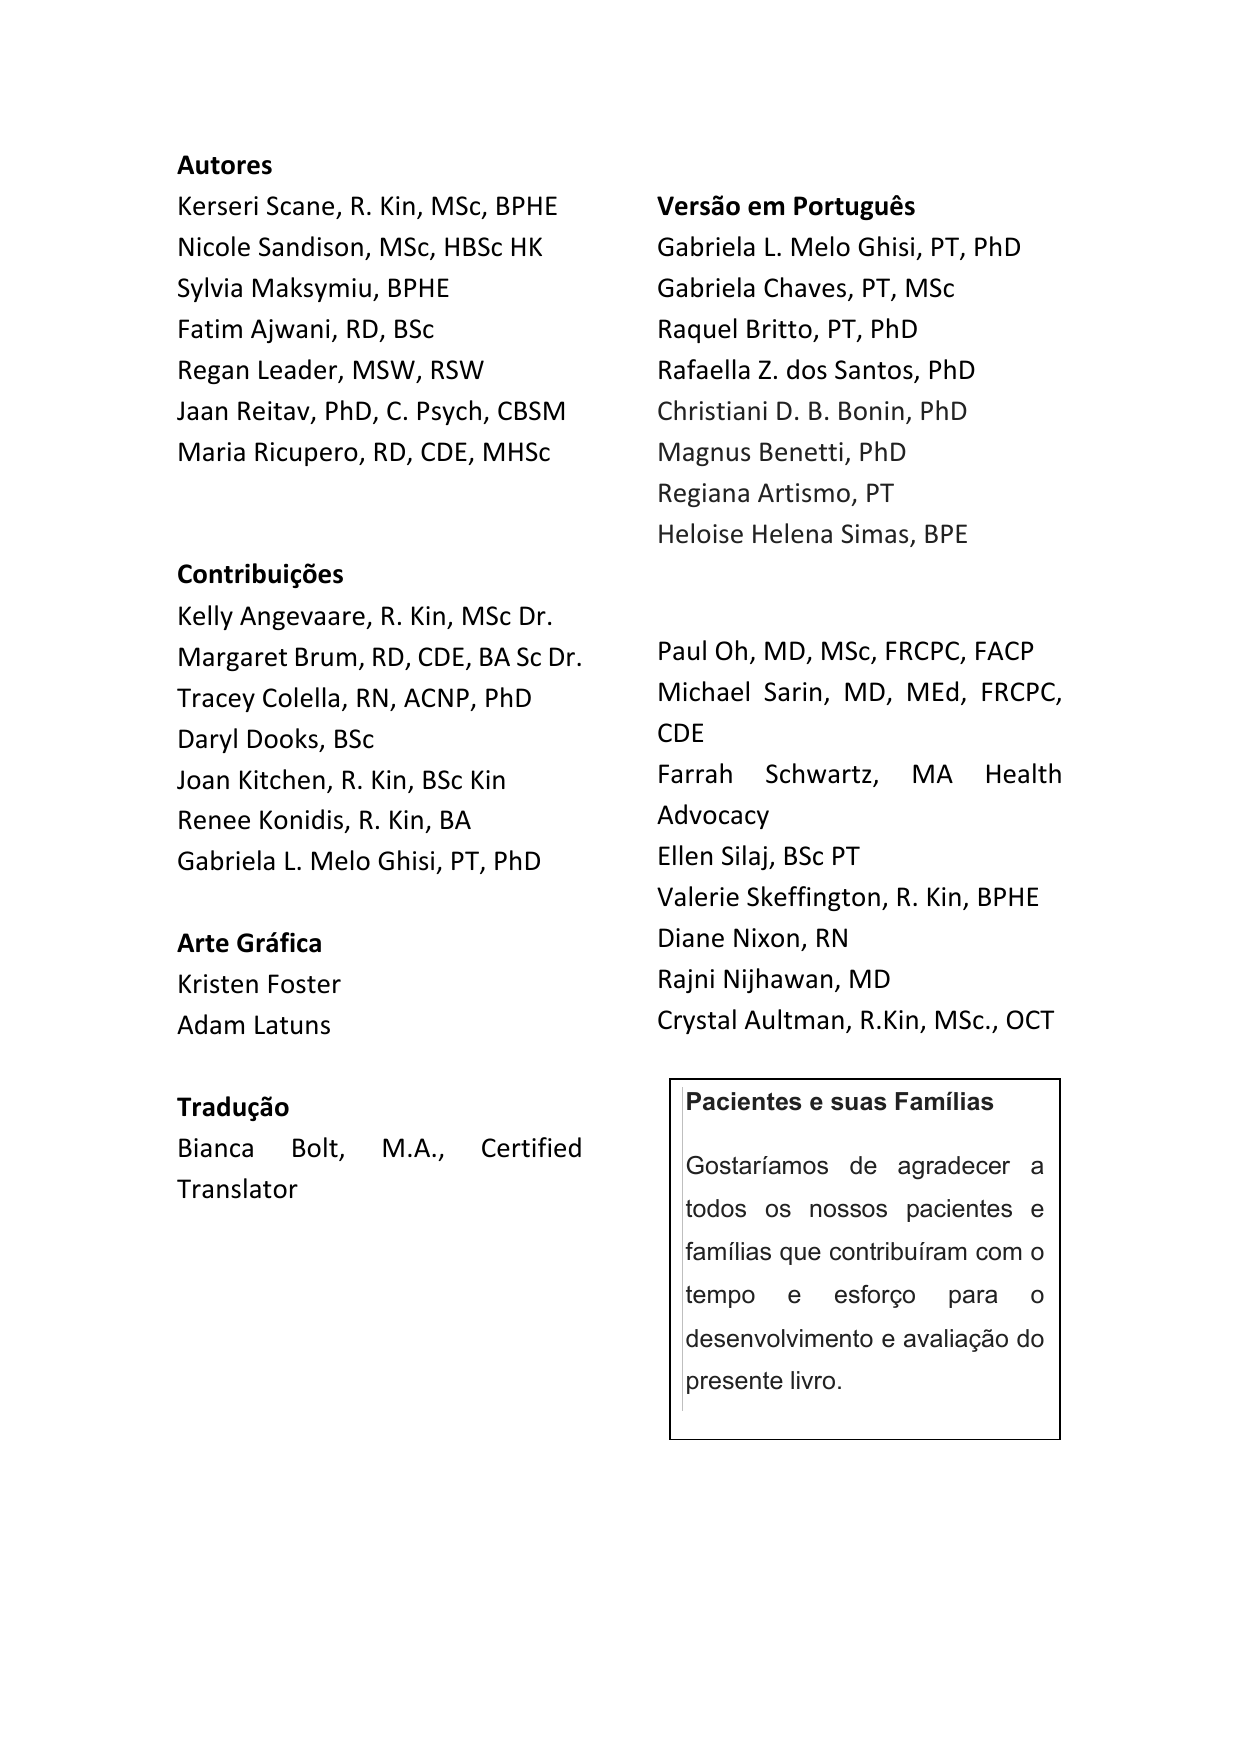 Autores
Kerseri Scane, R. Kin, MSc, BPHE
Nicole Sandison, MSc, HBSc HK
Sylvia Maksymiu, BPHE
Fatim Ajwani, RD, BSc
Regan Leader, MSW, RSW
Jaan Reitav, PhD, C. Psych, CBSM
Maria Ricupero, RD, CDE, MHSc
Contribuições
Kelly Angevaare, R. Kin, MSc Dr.
Margaret Brum, RD, CDE, BA Sc Dr.
Tracey Colella, RN, ACNP, PhD
Daryl Dooks, BSc
Joan Kitchen, R. Kin, BSc Kin
Renee Konidis, R. Kin, BA
Gabriela L. Melo Ghisi, PT, PhD
Arte Gráfica
Kristen Foster
Adam Latuns
Tradução
Bianca Bolt, M.A., Certified
Translator
Versão em Português
Gabriela L. Melo Ghisi, PT, PhD
Gabriela Chaves, PT, MSc
Raquel Britto, PT, PhD
Rafaella Z. dos Santos, PhD
Christiani D. B. Bonin, PhD
Magnus Benetti, PhD
Regiana Artismo, PT
Heloise Helena Simas, BPE
Paul Oh, MD, MSc, FRCPC, FACP
Michael Sarin, MD, MEd, FRCPC,
CDE
Farrah Schwartz, MA Health
Advocacy
Ellen Silaj, BSc PT
Valerie Skeffington, R. Kin, BPHE
Diane Nixon, RN
Rajni Nijhawan, MD
Crystal Aultman, R.Kin, MSc., OCT
Pacientes e suas Famílias
Gostaríamos de agradecer a
todos os nossos pacientes e
famílias que contribuíram com o
tempo e esforço para o
desenvolvimento e avaliação do
presente livro.